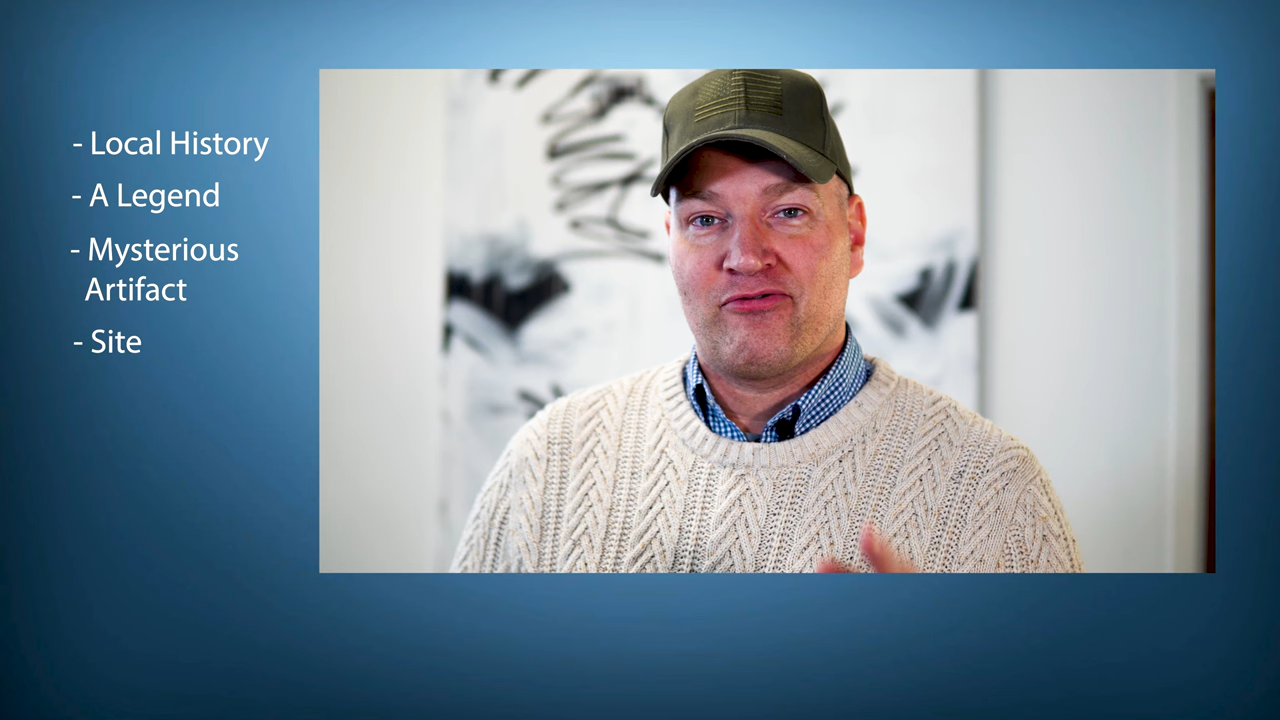 - Local History
- A Legend
- Mysterious
Artifact
- Site